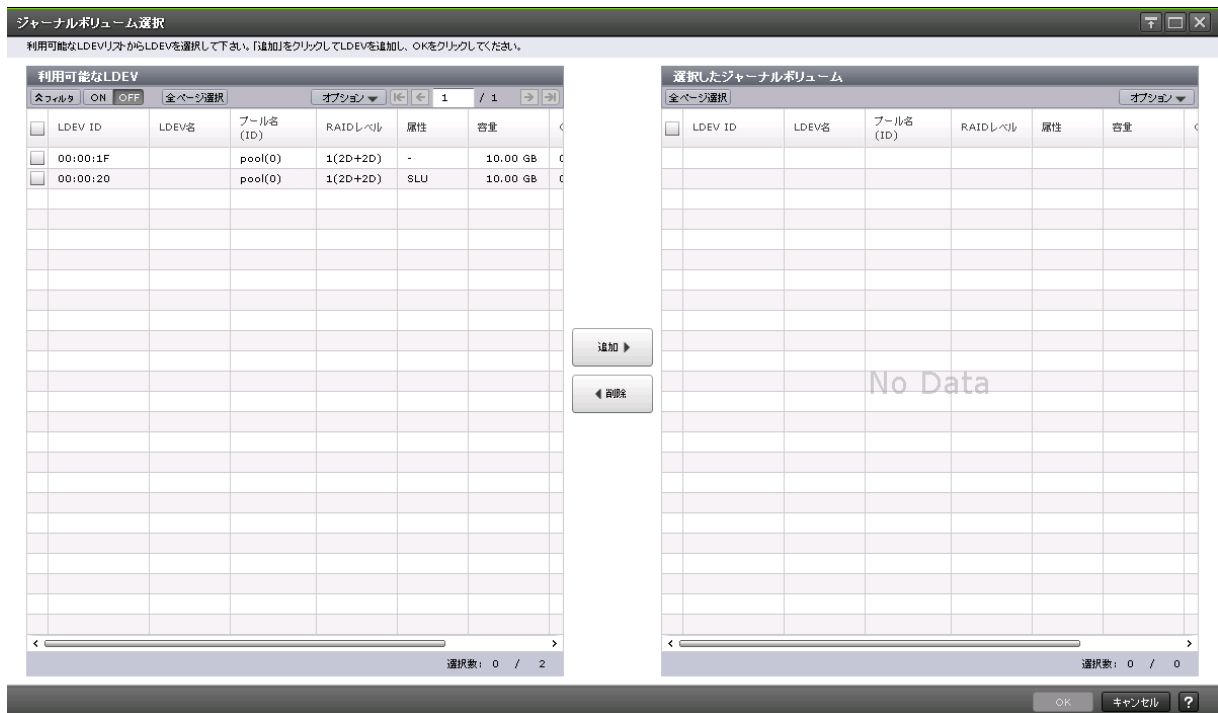 ジャーナルボリューム選択
利用可能なLDEVリストからLDEVを選択して下さい。「追加」をクリックしてLDEVを追加し、OKをクリックしてください。
利用可能なLDEV
フィルタ ON OFF 全ページ選択 オプション 1 / 1
LDEV ID LDEV名 プール名 (ID) RAIDレベル 属性 容量
00:00:1F pool(0) 1(2D+2D) - 10.00 GB
00:00:20 pool(0) 1(2D+2D) SLU 10.00 GB
選択数: 0 / 2
追加
削除
選択したジャーナルボリューム
全ページ選択 オプション
LDEV ID LDEV名 プール名 (ID) RAIDレベル 属性 容量
No Data
選択数: 0 / 0
OK キャンセル ?